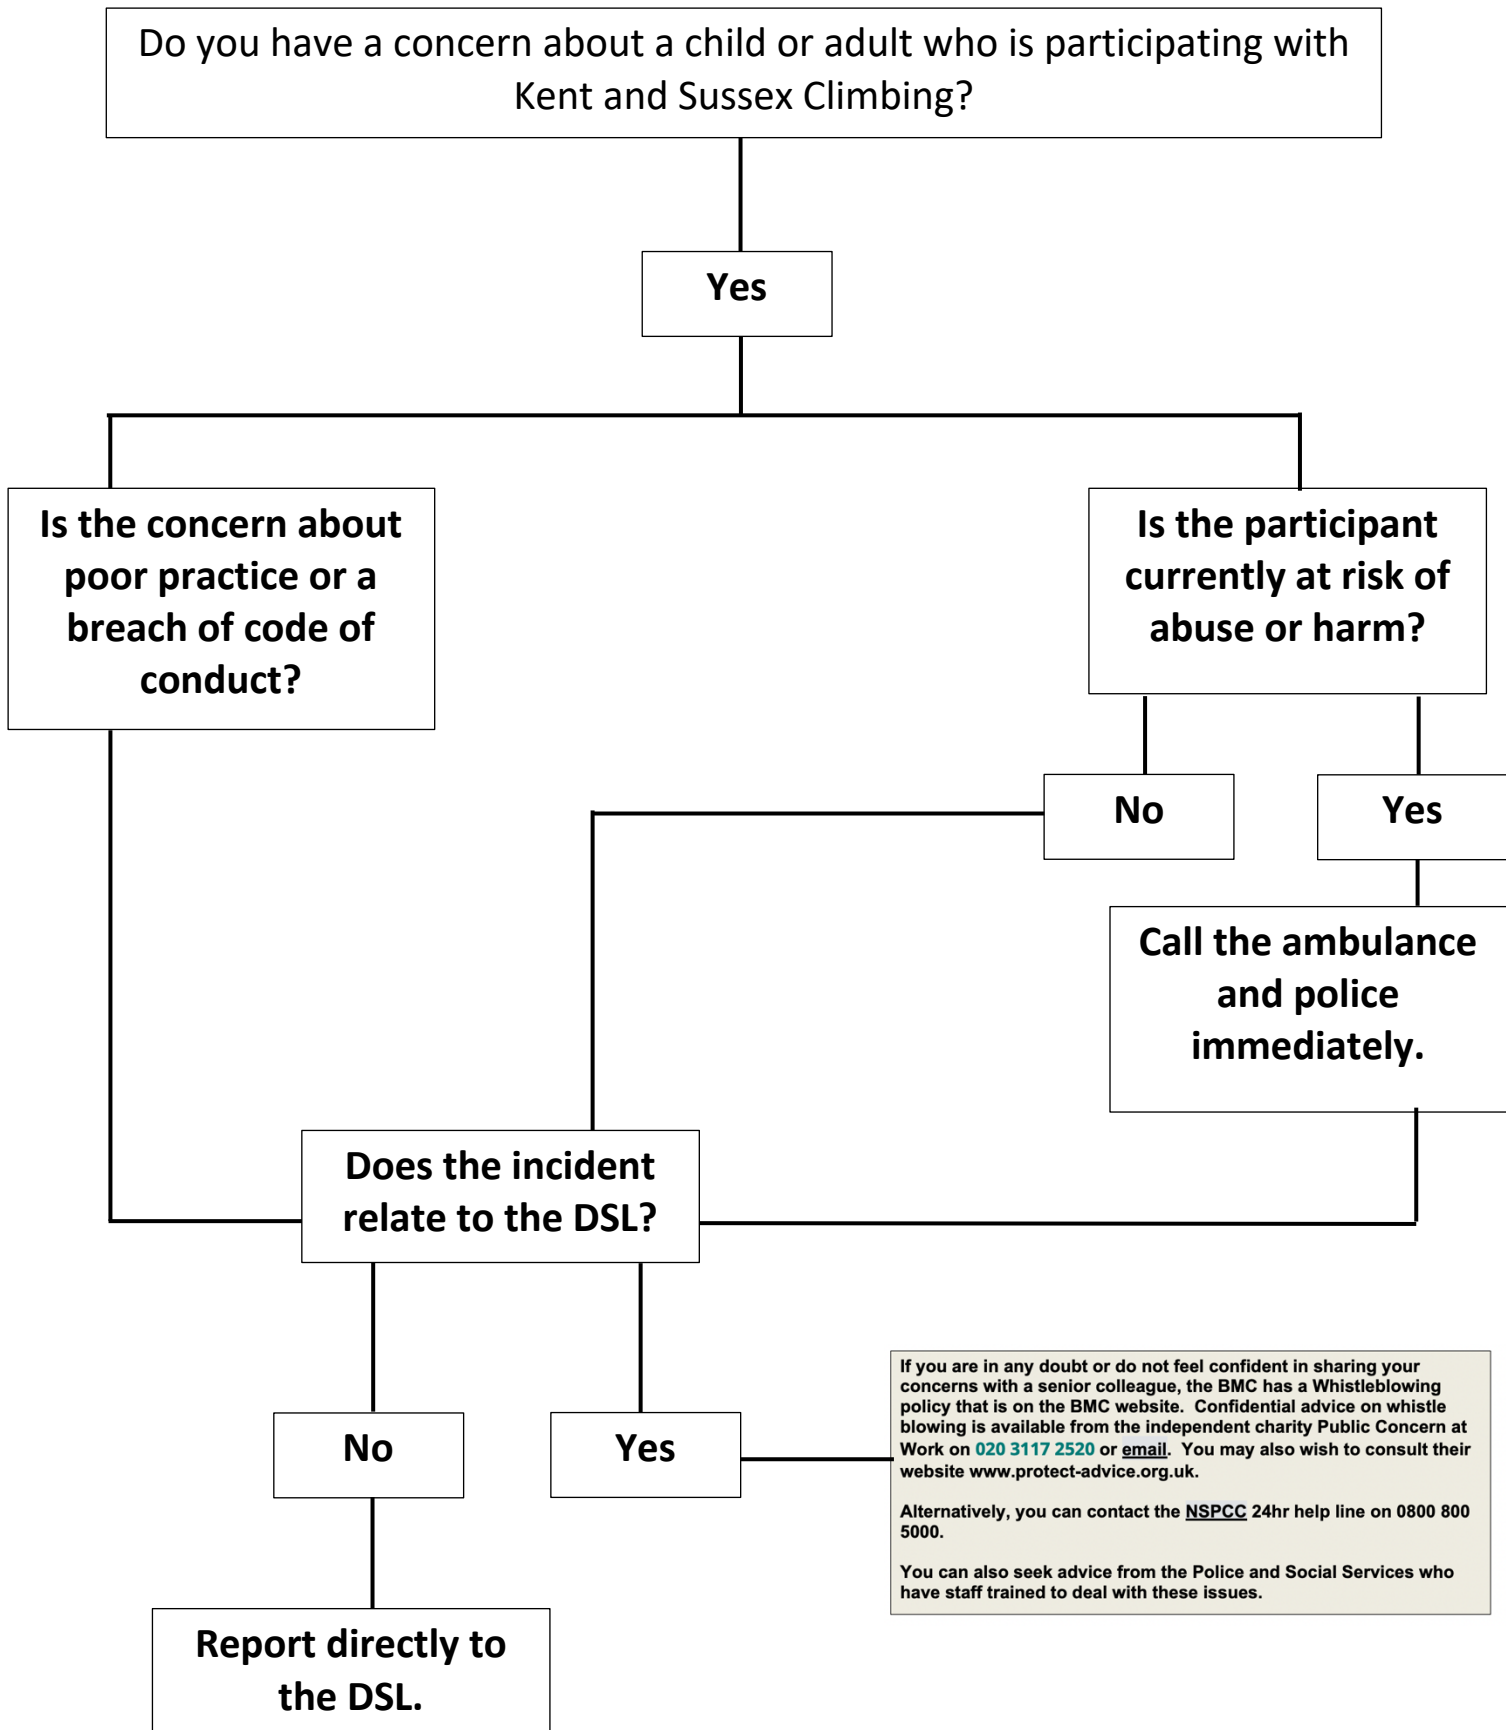 Do you have a concern about a child or adult who is participating with
Kent and Sussex Climbing?
Yes
Is the concern about
poor practice or a
breach of code of
conduct?
Is the participant
currently at risk of
abuse or harm?
No
Yes
Call the ambulance
and police
immediately.
Does the incident
relate to the DSL?
No
Yes
If you are in any doubt or do not feel confident in sharing your
concerns with a senior colleague, the BMC has a Whistleblowing
policy that is on the BMC website.  Confidential advice on whistle
blowing is available from the independent charity Public Concern at
Work on 020 3117 2520 or email.  You may also wish to consult their
website www.protect-advice.org.uk.
Alternatively, you can contact the NSPCC 24hr help line on 0800 800
5000.
You can also seek advice from the Police and Social Services who
have staff trained to deal with these issues.
Report directly to
the DSL.